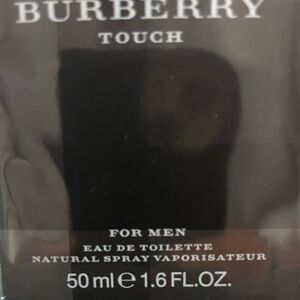 BURBERRY
TOUCH
FOR MEN
EAU DE TOILETTE
NATURAL SPRAY VAPORISATEUR
50 ml ℮ 1.6 FL.OZ.